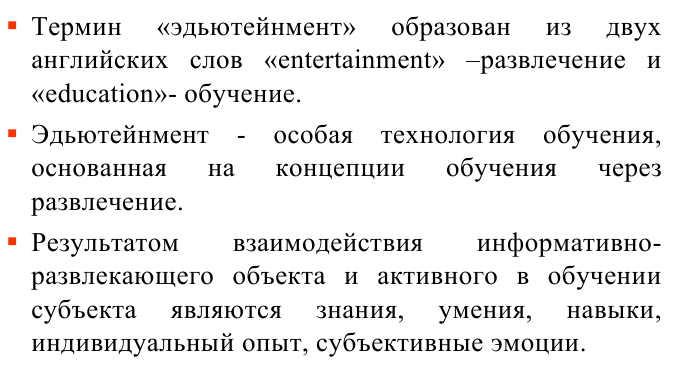 ▪ Термин «эдьютейнмент» образован из двух
английских слов «entertainment» –развлечение и
«education»- обучение.
▪ Эдьютейнмент - особая технология обучения,
основанная на концепции обучения через
развлечение.
▪ Результатом взаимодействия информативно-
развлекающего объекта и активного в обучении
субъекта являются знания, умения, навыки,
индивидуальный опыт, субъективные эмоции.